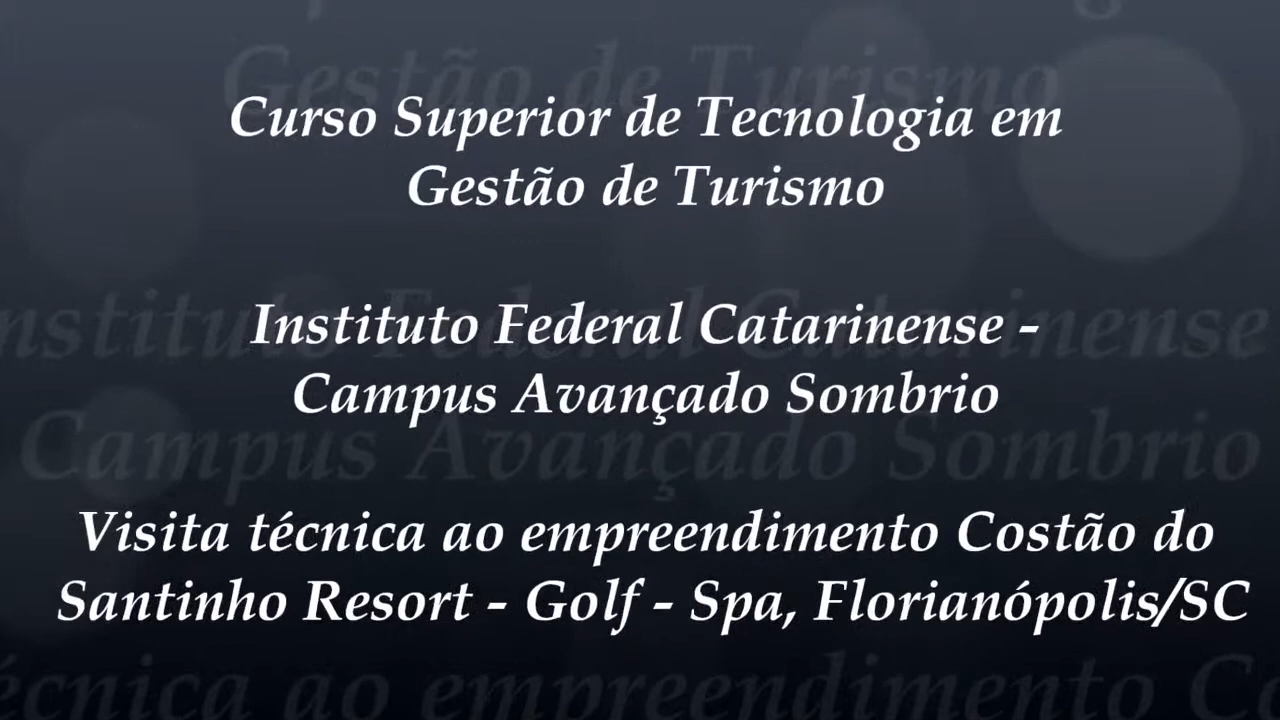 Curso Superior de Tecnologia em
Gestão de Turismo
Instituto Federal Catarinense -
Campus Avançado Sombrio
Visita técnica ao empreendimento Costão do
Santinho Resort - Golf - Spa, Florianópolis/SC